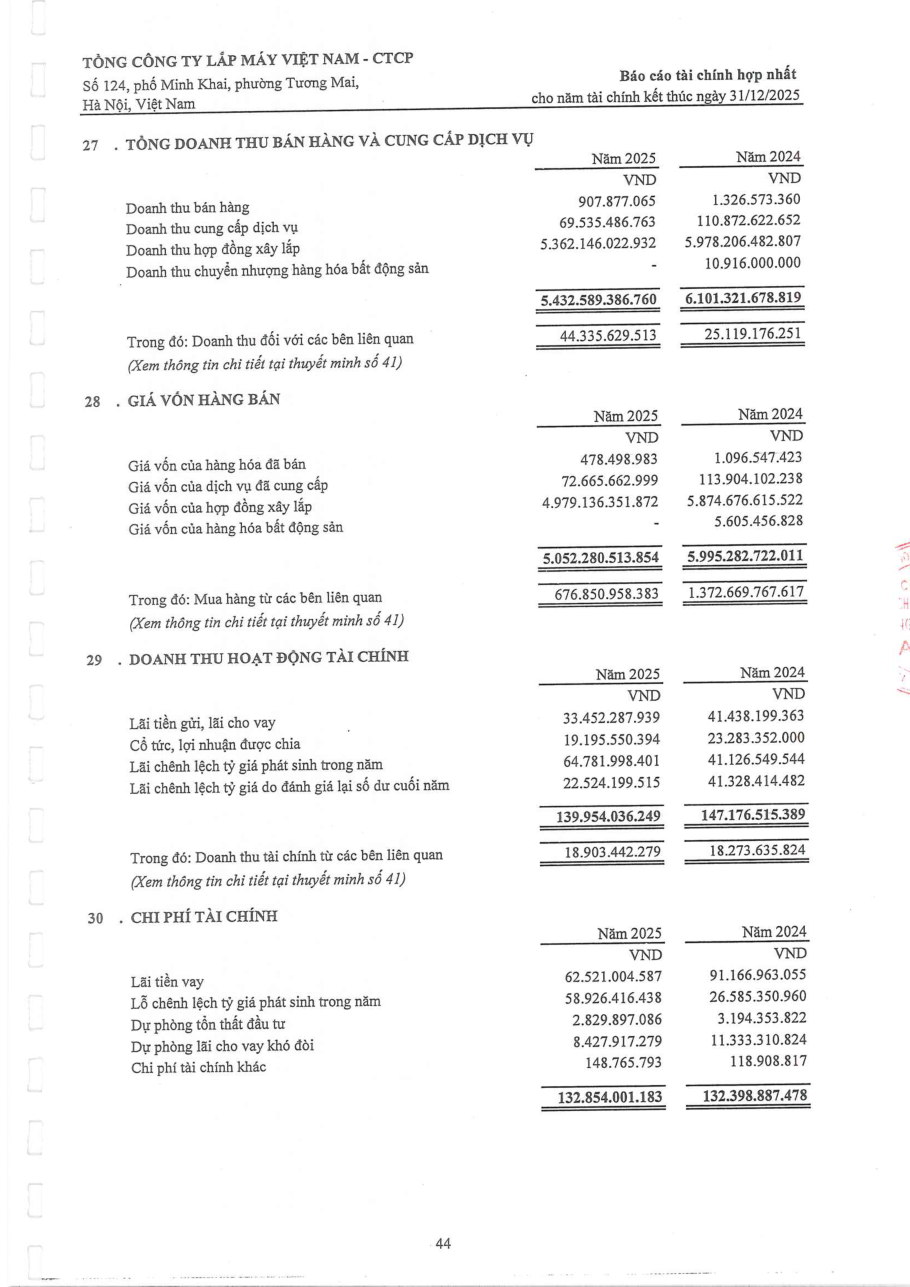 TỔNG CÔNG TY LẮP MÁY VIỆT NAM - CTCP
Số 124, phố Minh Khai, phường Tương Mai,
Hà Nội, Việt Nam
Báo cáo tài chính hợp nhất
cho năm tài chính kết thúc ngày 31/12/2025
27 . TỔNG DOANH THU BÁN HÀNG VÀ CUNG CẤP DỊCH VỤ
Năm 2025 Năm 2024
VND VND
Doanh thu bán hàng 907.877.065 1.326.573.360
Doanh thu cung cấp dịch vụ 69.535.486.763 110.872.622.652
Doanh thu hợp đồng xây lắp 5.362.146.022.932 5.978.206.482.807
Doanh thu chuyển nhượng hàng hóa bất động sản - 10.916.000.000
5.432.589.386.760 6.101.321.678.819
Trong đó: Doanh thu đối với các bên liên quan 44.335.629.513 25.119.176.251
(Xem thông tin chi tiết tại thuyết minh số 41)
28 . GIÁ VỐN HÀNG BÁN
Năm 2025 Năm 2024
VND VND
Giá vốn của hàng hóa đã bán 478.498.983 1.096.547.423
Giá vốn của dịch vụ đã cung cấp 72.665.662.999 113.904.102.238
Giá vốn của hợp đồng xây lắp 4.979.136.351.872 5.874.676.615.522
Giá vốn của hàng hóa bất động sản - 5.605.456.828
5.052.280.513.854 5.995.282.722.011
Trong đó: Mua hàng từ các bên liên quan 676.850.958.383 1.372.669.767.617
(Xem thông tin chi tiết tại thuyết minh số 41)
29 . DOANH THU HOẠT ĐỘNG TÀI CHÍNH
Năm 2025 Năm 2024
VND VND
Lãi tiền gửi, lãi cho vay 33.452.287.939 41.438.199.363
Cổ tức, lợi nhuận được chia 19.195.550.394 23.283.352.000
Lãi chênh lệch tỷ giá phát sinh trong năm 64.781.998.401 41.126.549.544
Lãi chênh lệch tỷ giá do đánh giá lại số dư cuối năm 22.524.199.515 41.328.414.482
139.954.036.249 147.176.515.389
Trong đó: Doanh thu tài chính từ các bên liên quan 18.903.442.279 18.273.635.824
(Xem thông tin chi tiết tại thuyết minh số 41)
30 . CHI PHÍ TÀI CHÍNH
Năm 2025 Năm 2024
VND VND
Lãi tiền vay 62.521.004.587 91.166.963.055
Lỗ chênh lệch tỷ giá phát sinh trong năm 58.926.416.438 26.585.350.960
Dự phòng tổn thất đầu tư 2.829.897.086 3.194.353.822
Dự phòng lãi cho vay khó đòi 8.427.917.279 11.333.310.824
Chi phí tài chính khác 148.765.793 118.908.817
132.854.001.183 132.398.887.478
44